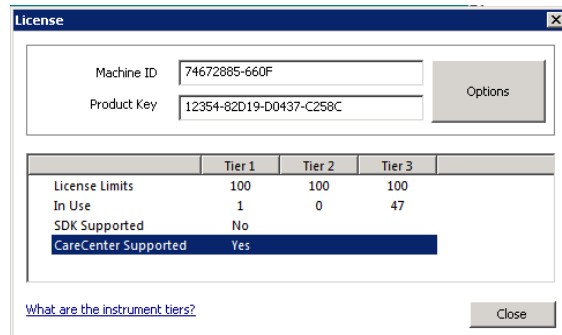 License
Machine ID 74672885-660F
Product Key 12354-82D19-D0437-C258C
Options
Tier 1 Tier 2 Tier 3
License Limits 100 100 100
In Use 1 0 47
SDK Supported No
CareCenter Supported Yes
What are the instrument tiers?
Close